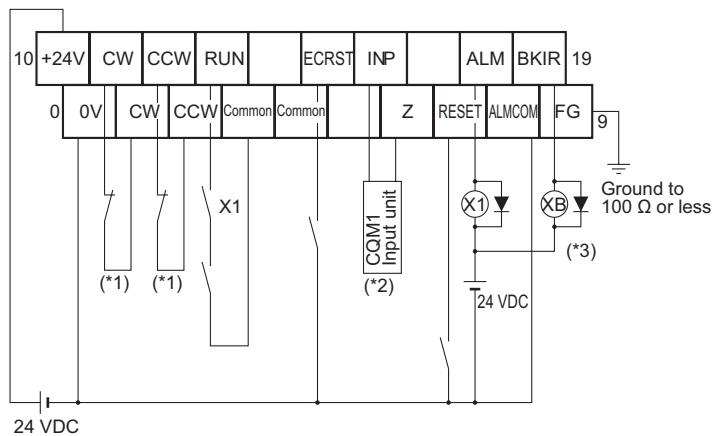 10 +24V CW CCW RUN ECRST INP ALM BKIR 19
0 0V CW CCW Common Common Z RESET ALMCOM FG 9
Ground to
100 Ω or less
X1
CQM1
Input unit
X1
XB
(*1)
(*1)
(*2)
(*3)
24 VDC
24 VDC